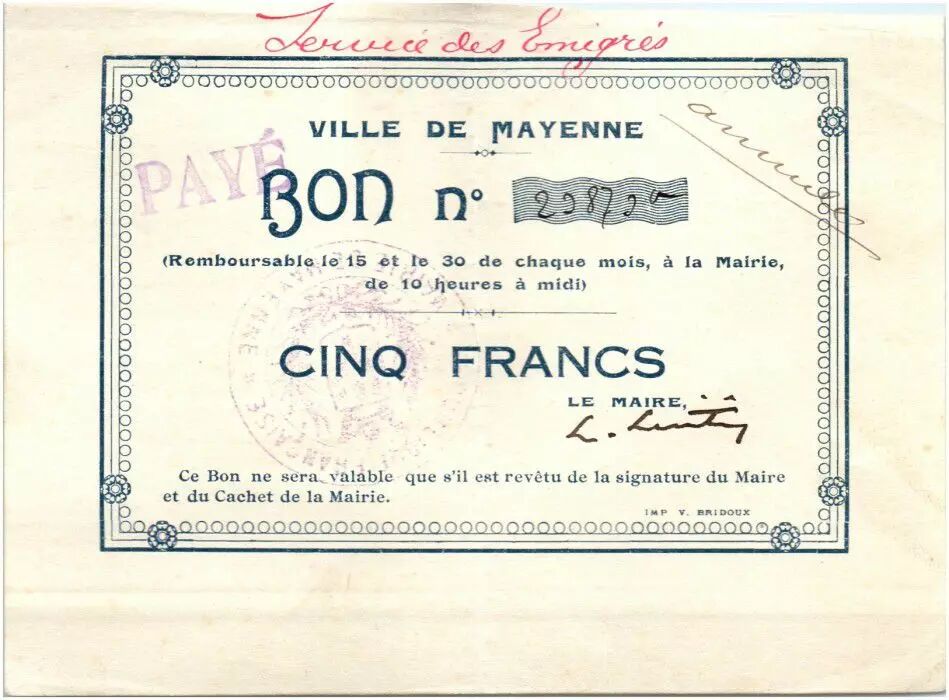 Service des Emigrés
VILLE DE MAYENNE
PAYÉ
BON nº
annulé
(Remboursable le 15 et le 30 de chaque mois, à la Mairie,
de 10 heures à midi)
CINQ FRANCS
LE MAIRE,
Ce Bon ne sera valable que s'il est revêtu de la signature du Maire
et du Cachet de la Mairie.
IMP V. BRIDOUX